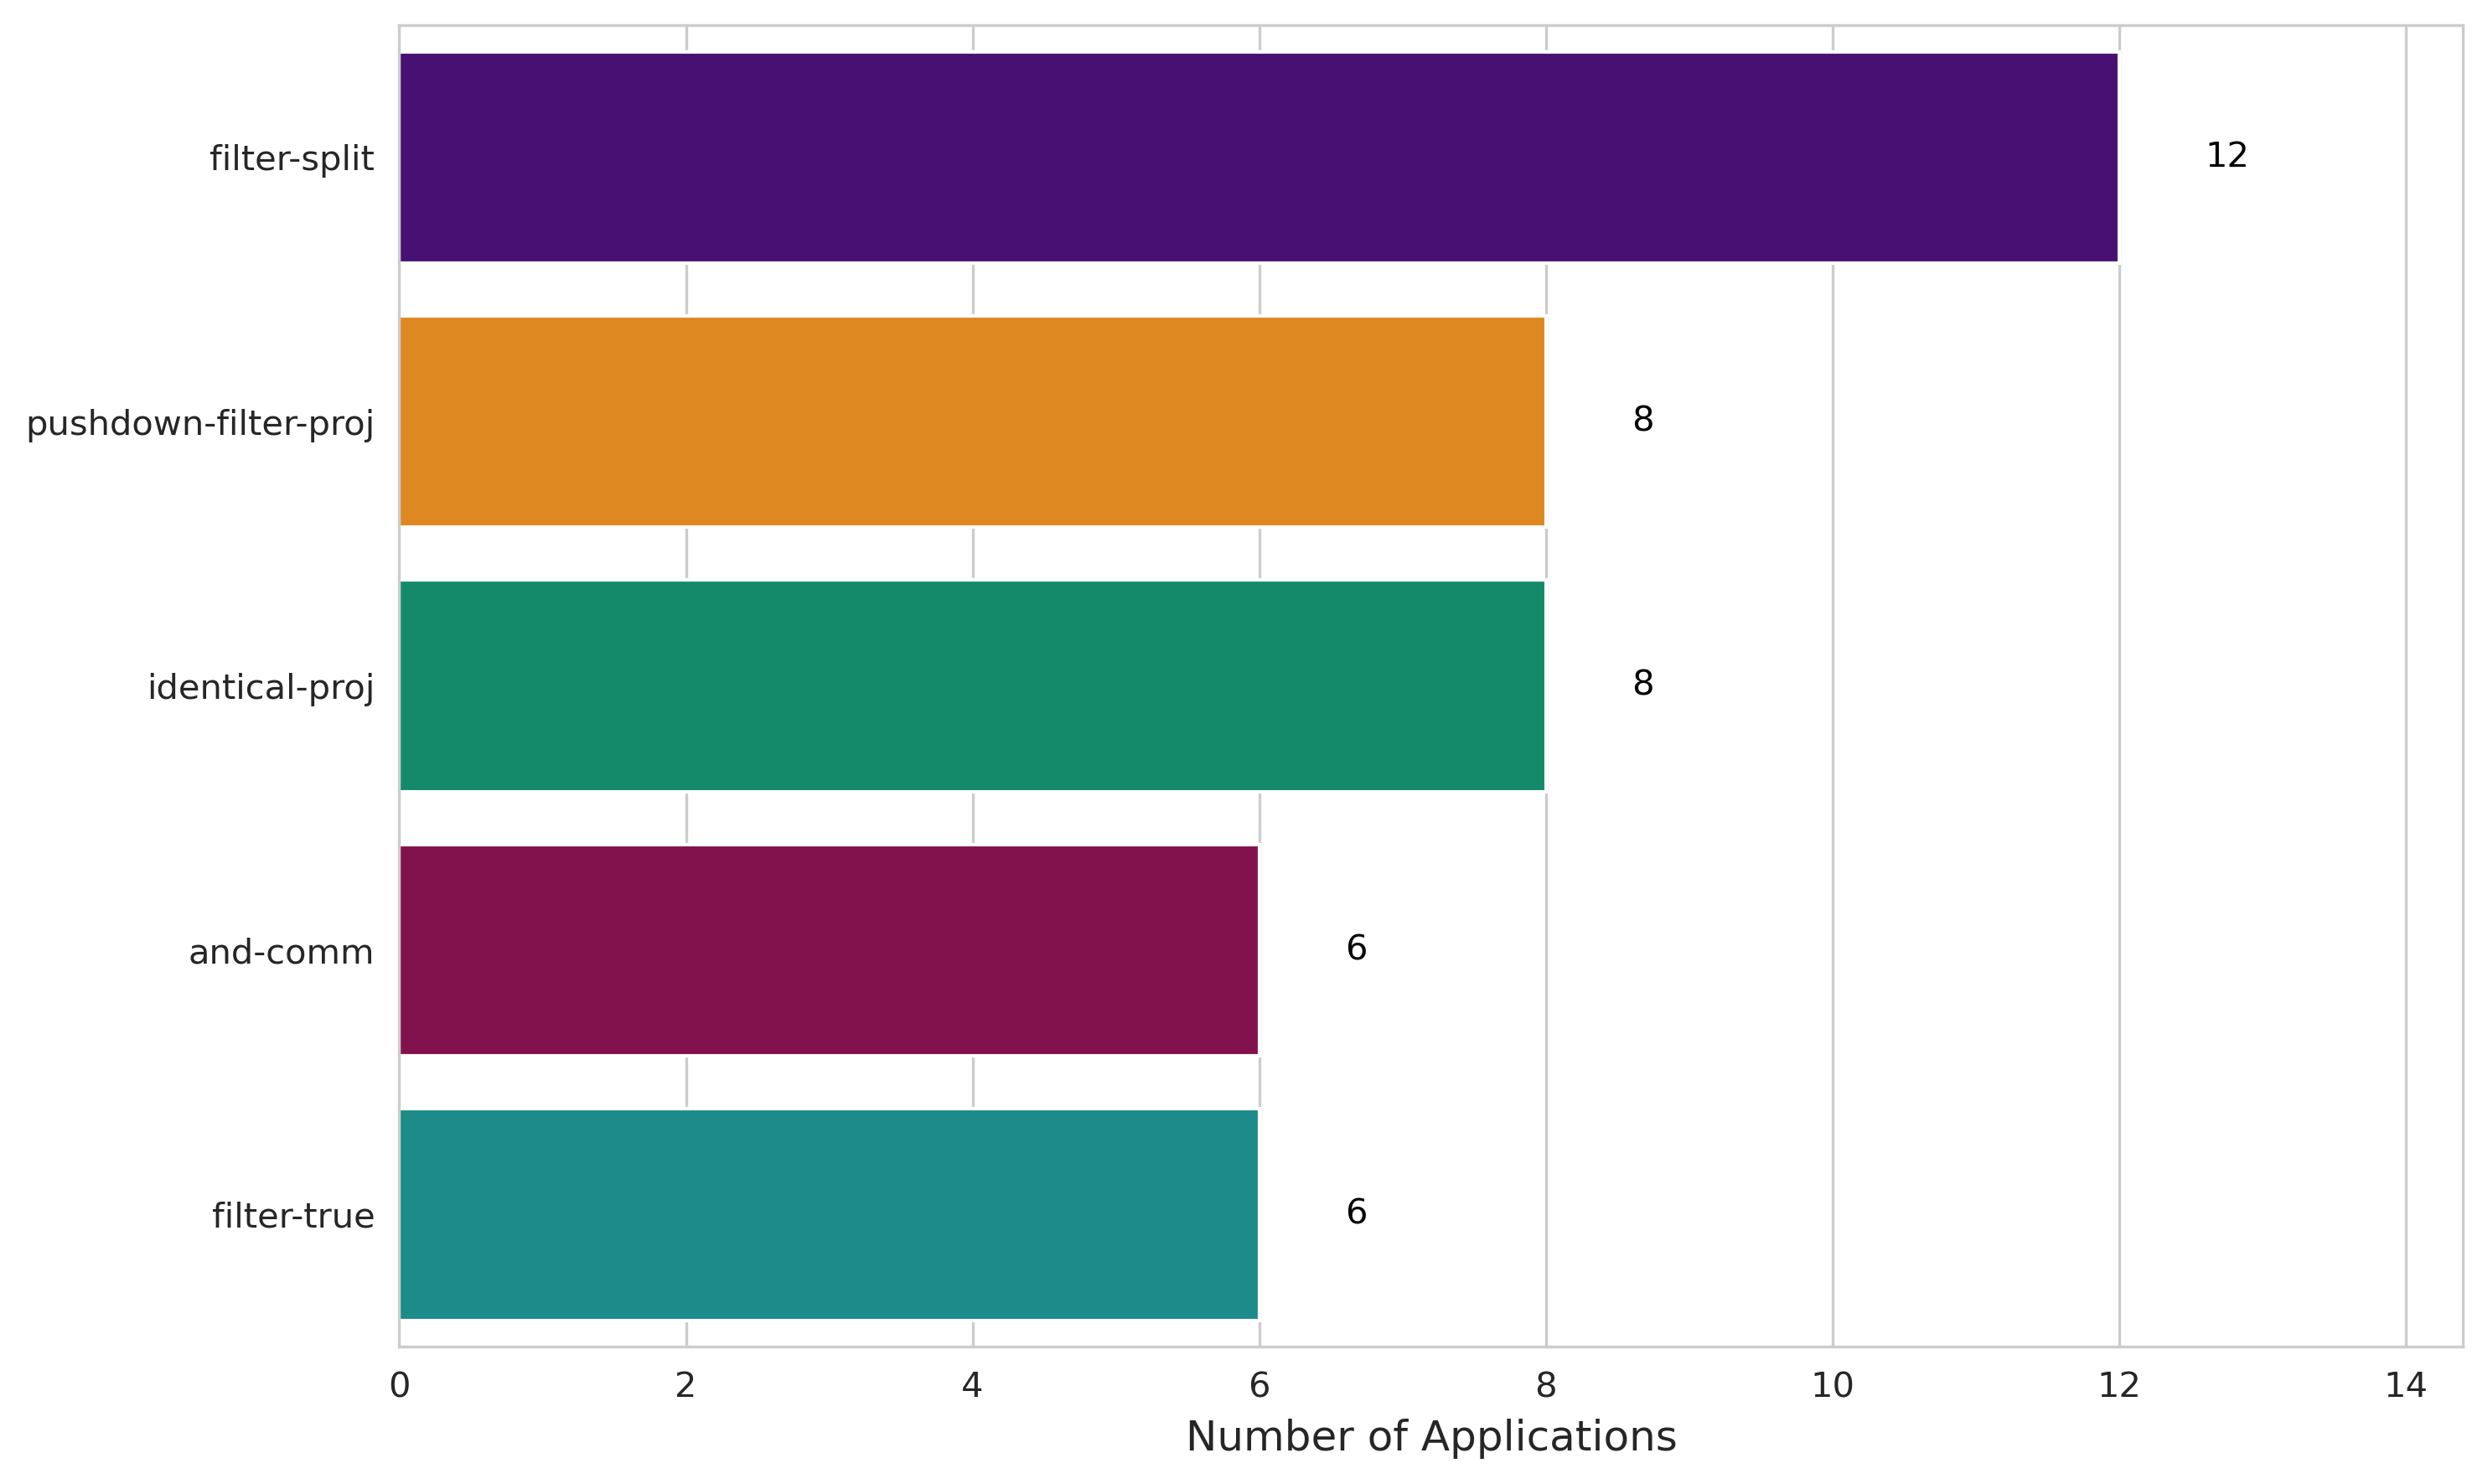 filter-split
12
pushdown-filter-proj
8
identical-proj
8
and-comm
6
filter-true
6
0 2 4 6 8 10 12 14
Number of Applications